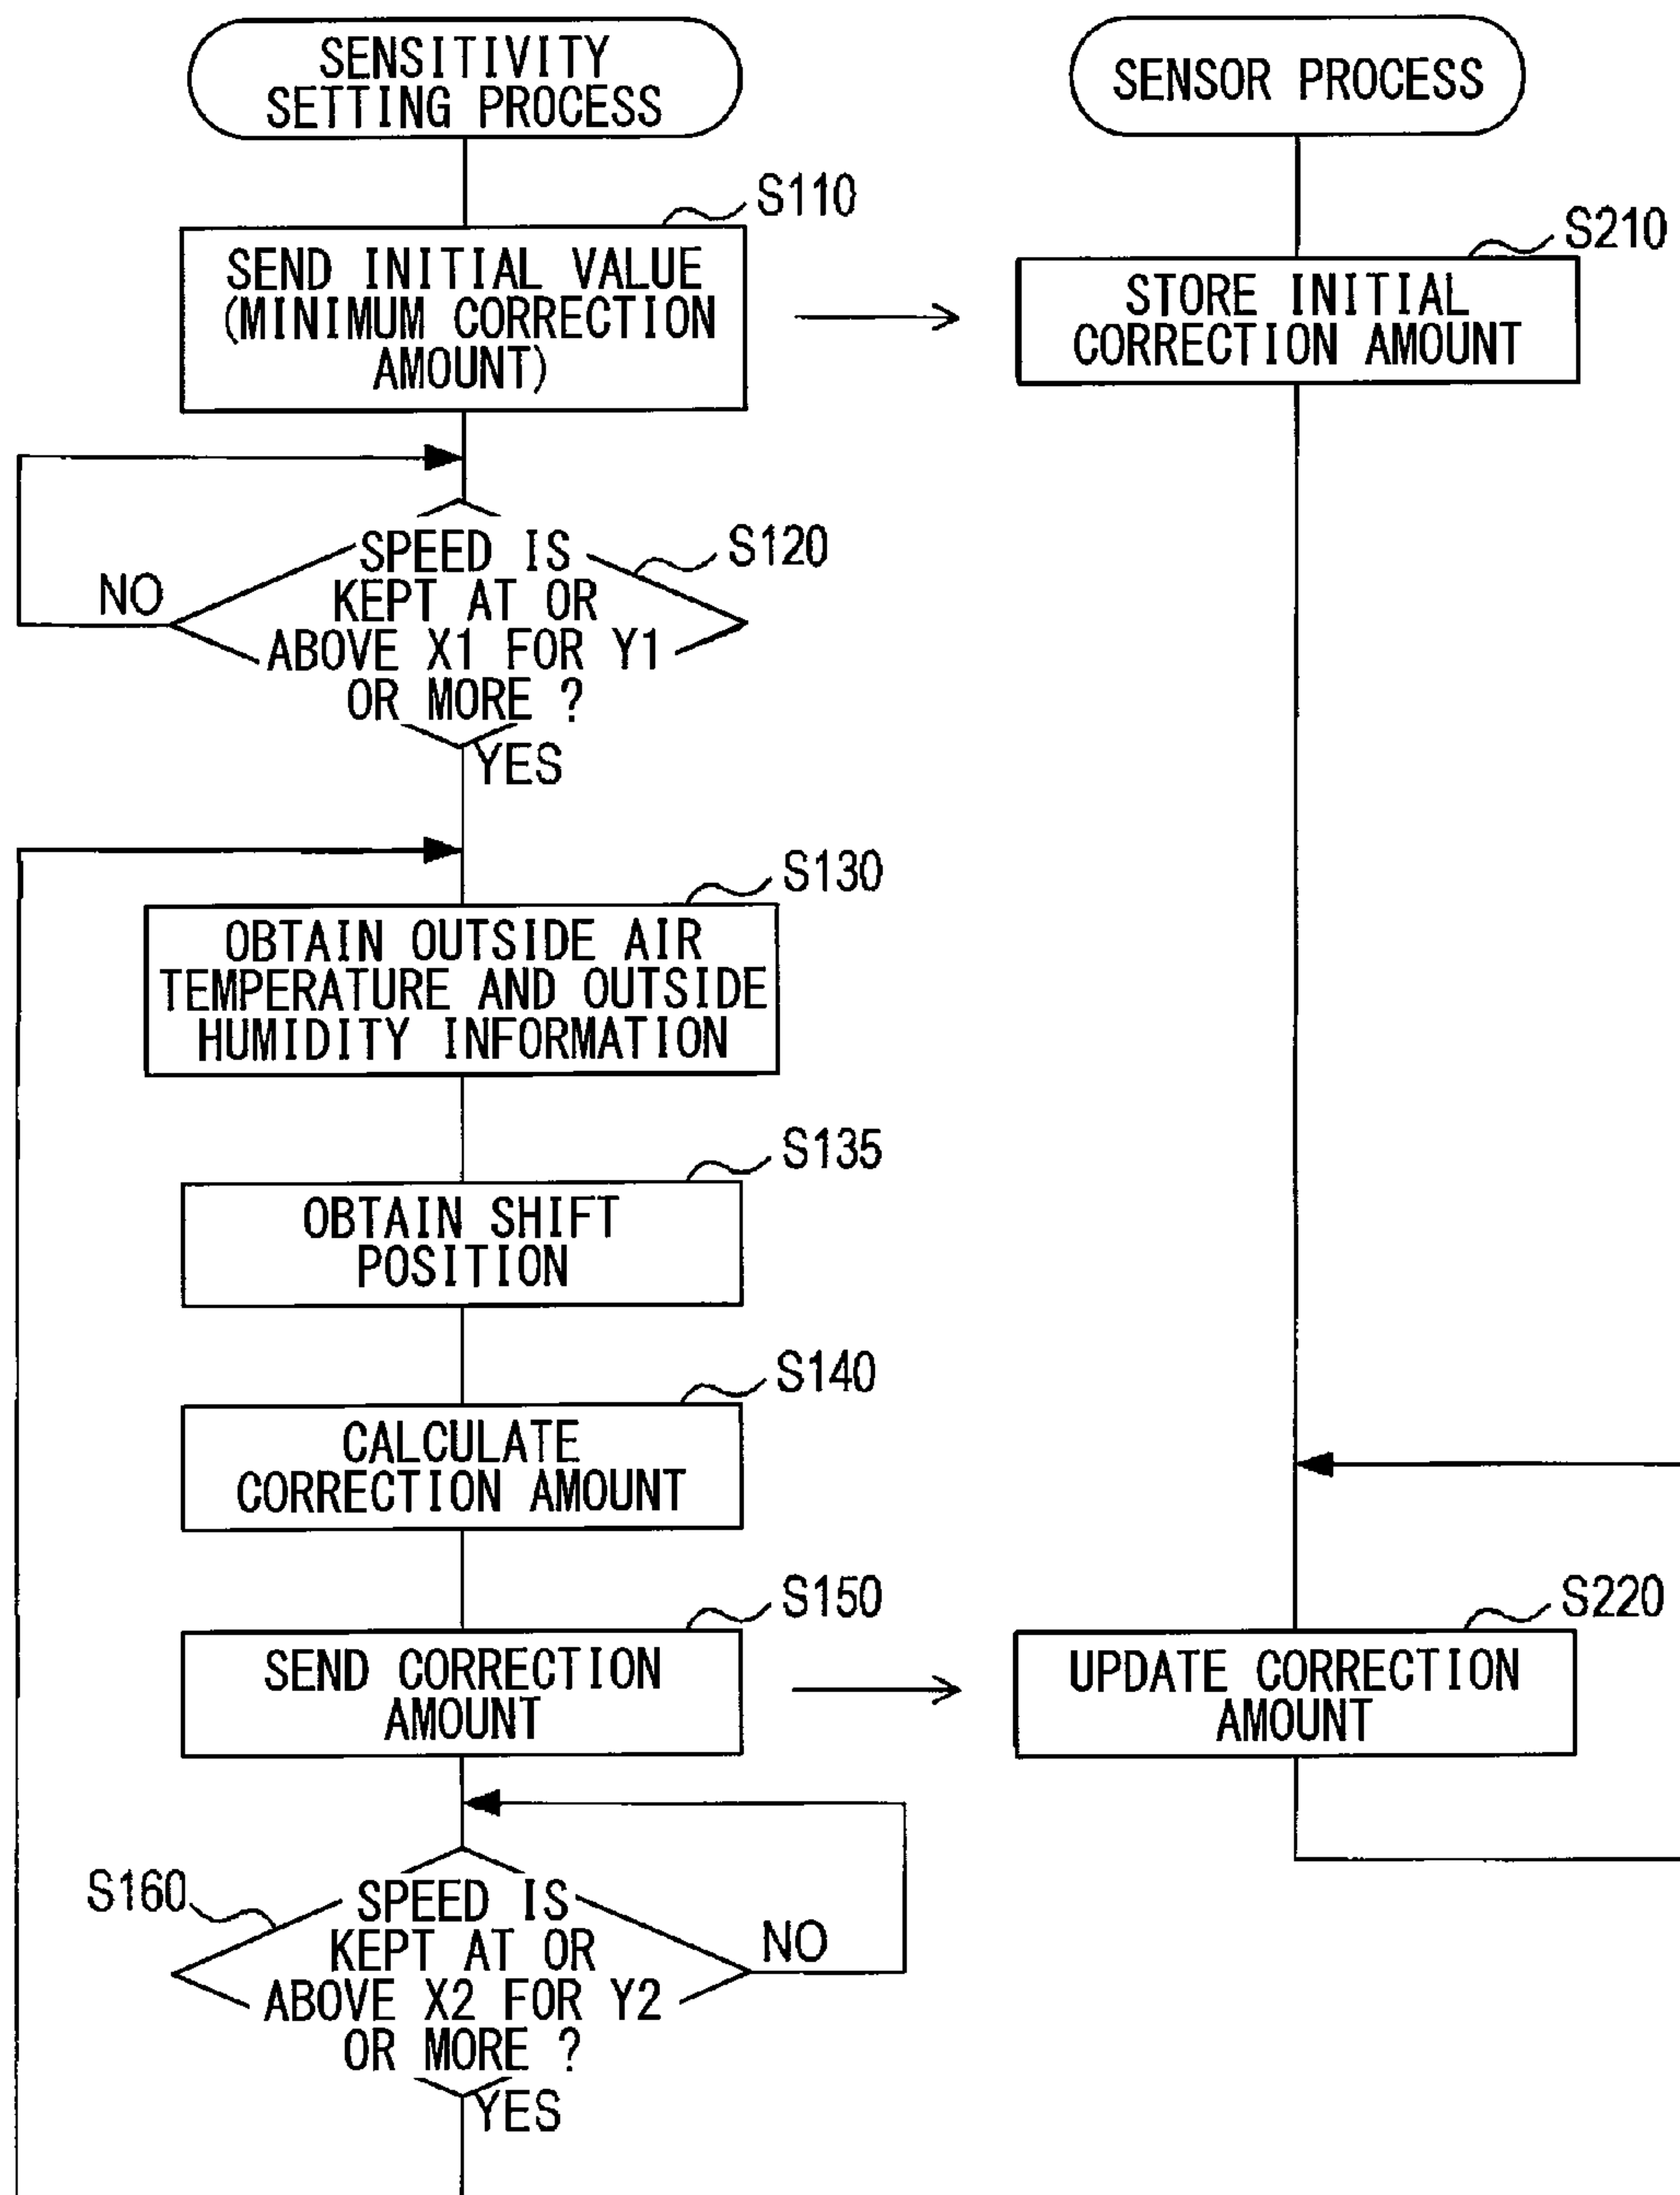 SENSITIVITY
SETTING PROCESS
S110
SEND INITIAL VALUE
(MINIMUM CORRECTION
AMOUNT)
S120
SPEED IS
KEPT AT OR
ABOVE X1 FOR Y1
OR MORE ?
NO
YES
S130
OBTAIN OUTSIDE AIR
TEMPERATURE AND OUTSIDE
HUMIDITY INFORMATION
S135
OBTAIN SHIFT
POSITION
S140
CALCULATE
CORRECTION AMOUNT
S150
SEND CORRECTION
AMOUNT
S160
SPEED IS
KEPT AT OR
ABOVE X2 FOR Y2
OR MORE ?
NO
YES
SENSOR PROCESS
S210
STORE INITIAL
CORRECTION AMOUNT
S220
UPDATE CORRECTION
AMOUNT